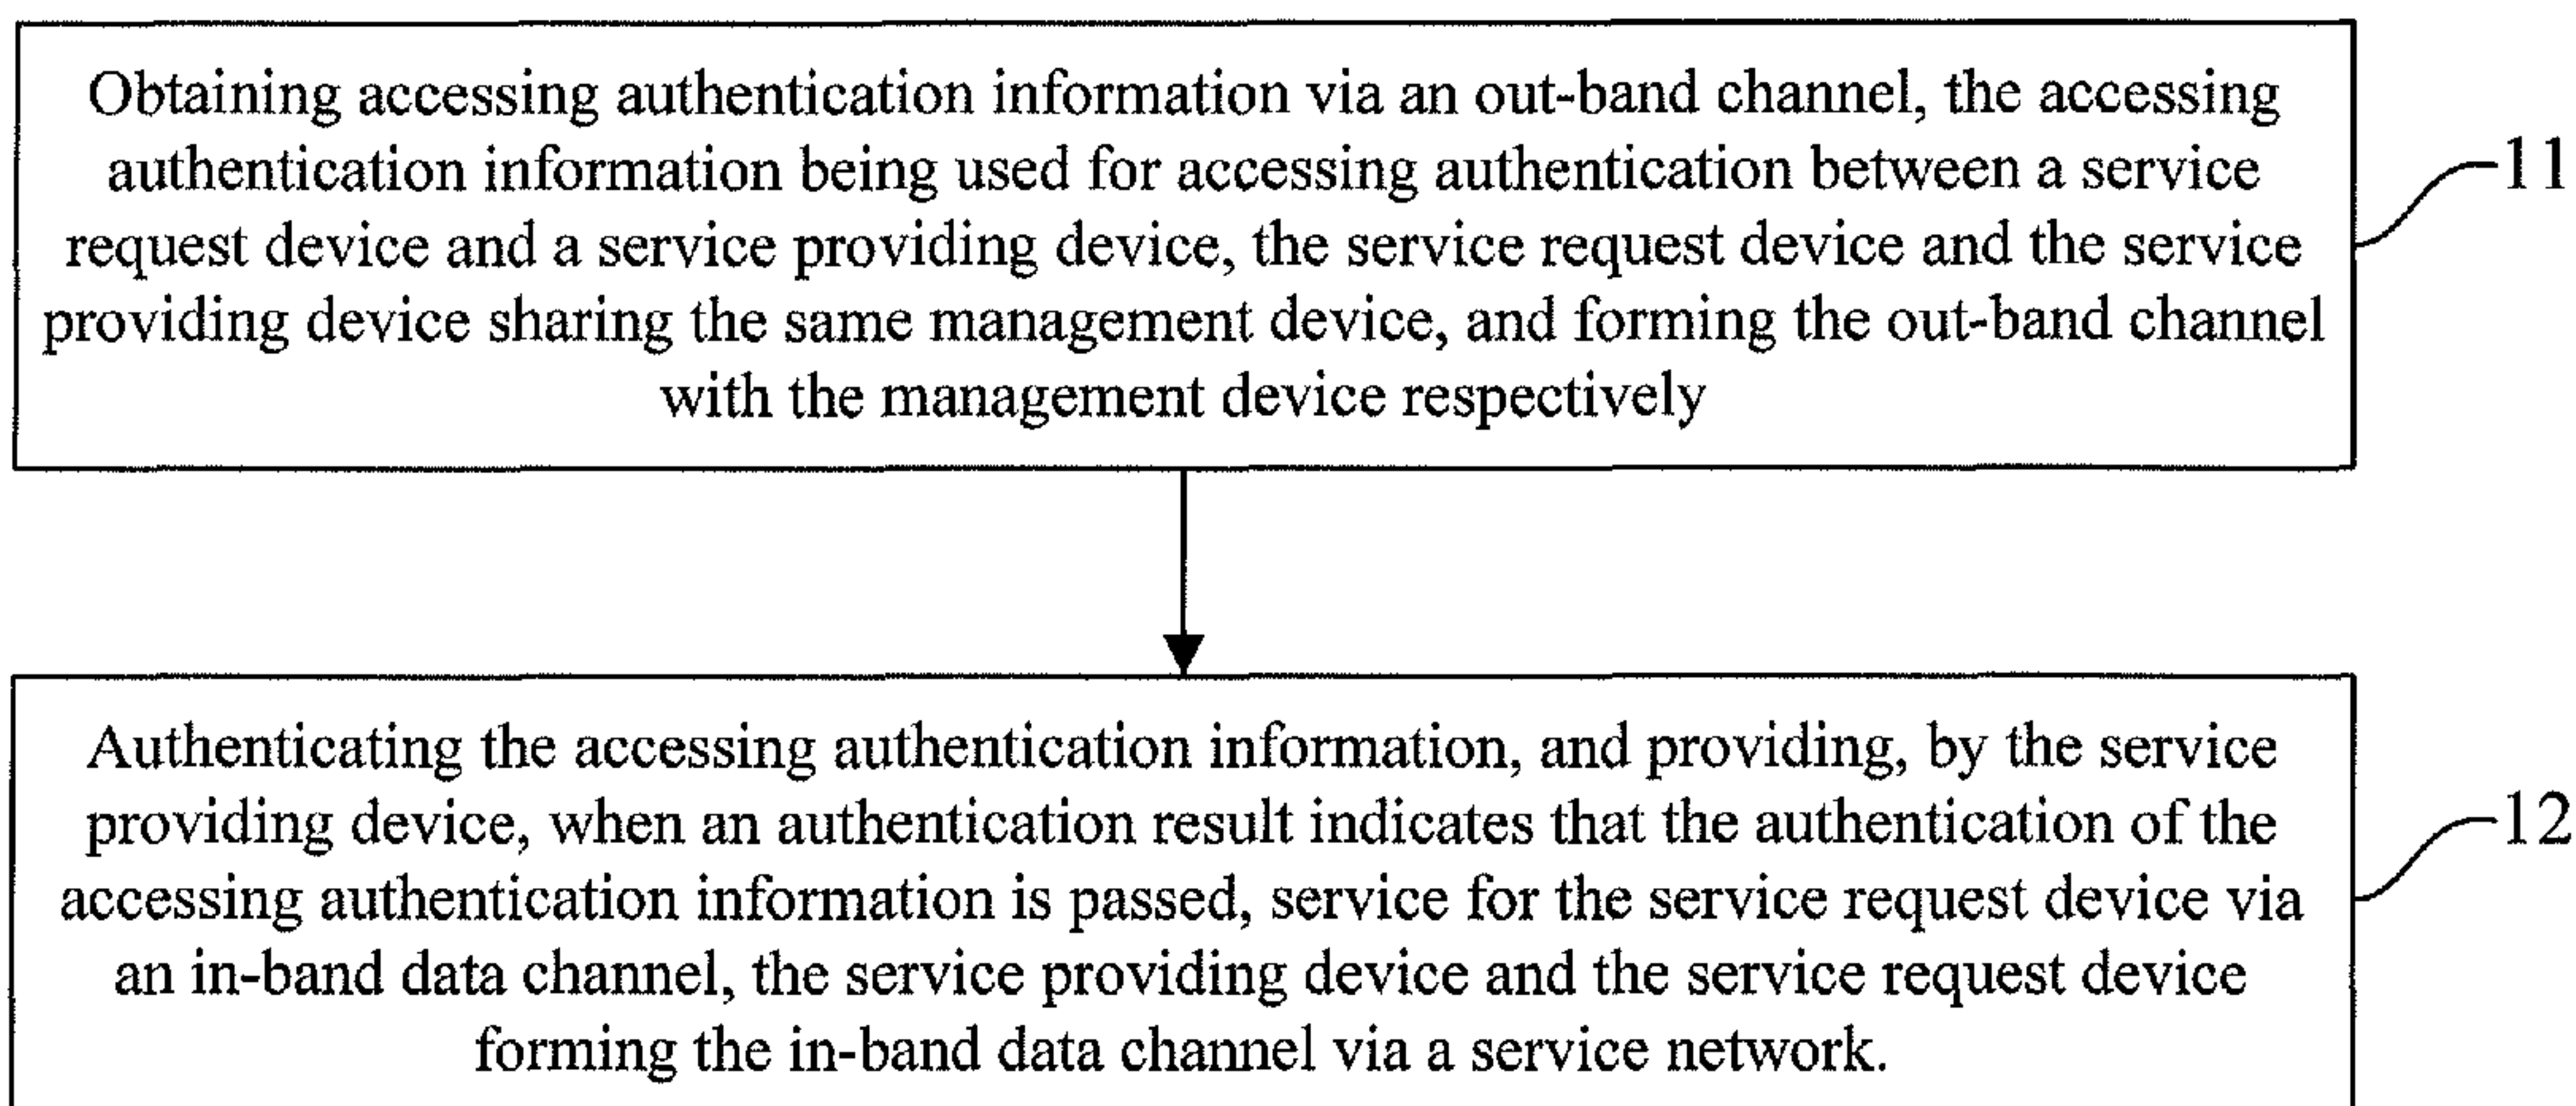 Obtaining accessing authentication information via an out-band channel, the accessing
authentication information being used for accessing authentication between a service
request device and a service providing device, the service request device and the service
providing device sharing the same management device, and forming the out-band channel
with the management device respectively
11
Authenticating the accessing authentication information, and providing, by the service
providing device, when an authentication result indicates that the authentication of the
accessing authentication information is passed, service for the service request device via
an in-band data channel, the service providing device and the service request device
forming the in-band data channel via a service network.
12